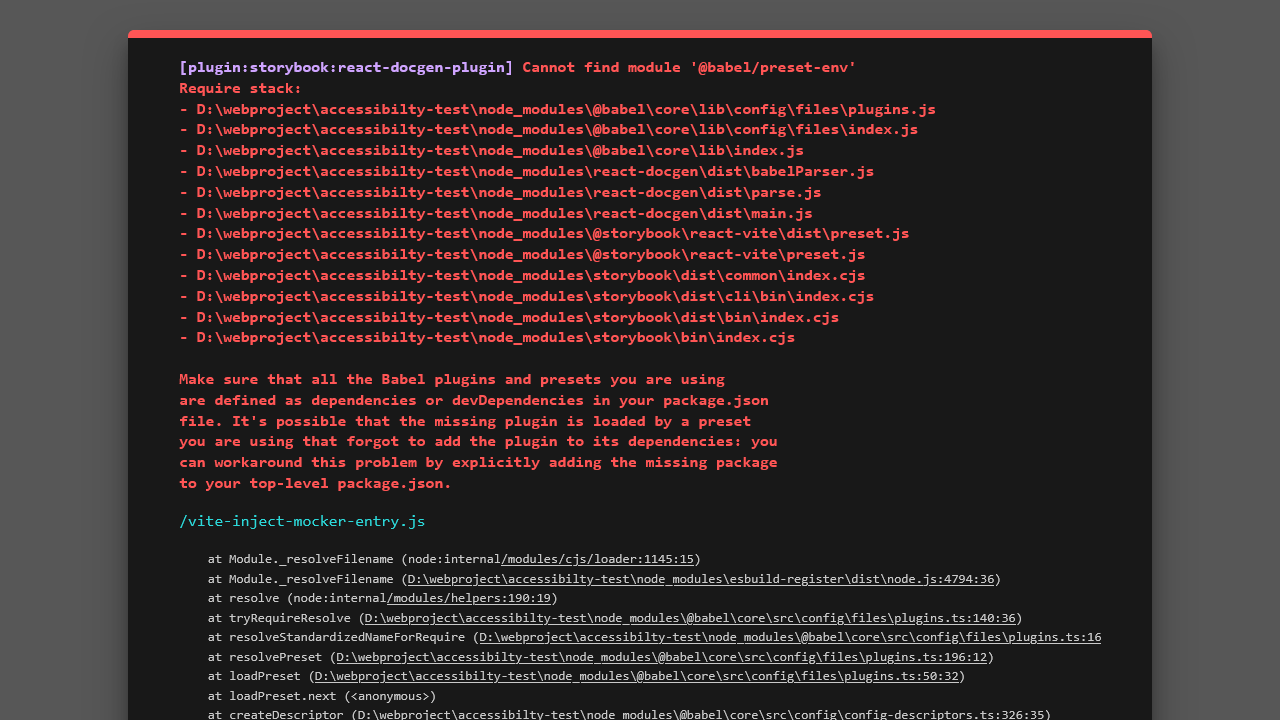 [plugin:storybook:react-docgen-plugin] Cannot find module '@babel/preset-env'
Require stack:
- D:\webproject\accessibilty-test\node_modules\@babel\core\lib\config\files\plugins.js
- D:\webproject\accessibilty-test\node_modules\@babel\core\lib\config\files\index.js
- D:\webproject\accessibilty-test\node_modules\@babel\core\lib\index.js
- D:\webproject\accessibilty-test\node_modules\react-docgen\dist\babelParser.js
- D:\webproject\accessibilty-test\node_modules\react-docgen\dist\parse.js
- D:\webproject\accessibilty-test\node_modules\react-docgen\dist\main.js
- D:\webproject\accessibilty-test\node_modules\@storybook\react-vite\dist\preset.js
- D:\webproject\accessibilty-test\node_modules\@storybook\react-vite\preset.js
- D:\webproject\accessibilty-test\node_modules\storybook\dist\common\index.cjs
- D:\webproject\accessibilty-test\node_modules\storybook\dist\cli\bin\index.cjs
- D:\webproject\accessibilty-test\node_modules\storybook\dist\bin\index.cjs
- D:\webproject\accessibilty-test\node_modules\storybook\bin\index.cjs
Make sure that all the Babel plugins and presets you are using
are defined as dependencies or devDependencies in your package.json
file. It's possible that the missing plugin is loaded by a preset
you are using that forgot to add the plugin to its dependencies: you
can workaround this problem by explicitly adding the missing package
to your top-level package.json.
/vite-inject-mocker-entry.js
at Module._resolveFilename (node:internal/modules/cjs/loader:1145:15)
at Module._resolveFilename (D:\webproject\accessibilty-test\node_modules\esbuild-register\dist\node.js:4794:36)
at resolve (node:internal/modules/helpers:190:19)
at tryRequireResolve (D:\webproject\accessibilty-test\node_modules\@babel\core\src\config\files\plugins.ts:140:36)
at resolveStandardizedNameForRequire (D:\webproject\accessibilty-test\node_modules\@babel\core\src\config\files\plugins.ts:16
at resolvePreset (D:\webproject\accessibilty-test\node_modules\@babel\core\src\config\files\plugins.ts:196:12)
at loadPreset (D:\webproject\accessibilty-test\node_modules\@babel\core\src\config\files\plugins.ts:50:32)
at loadPreset.next (<anonymous>)
at createDescriptor (D:\webproject\accessibilty-test\node_modules\@babel\core\src\config\config-descriptors.ts:326:35)